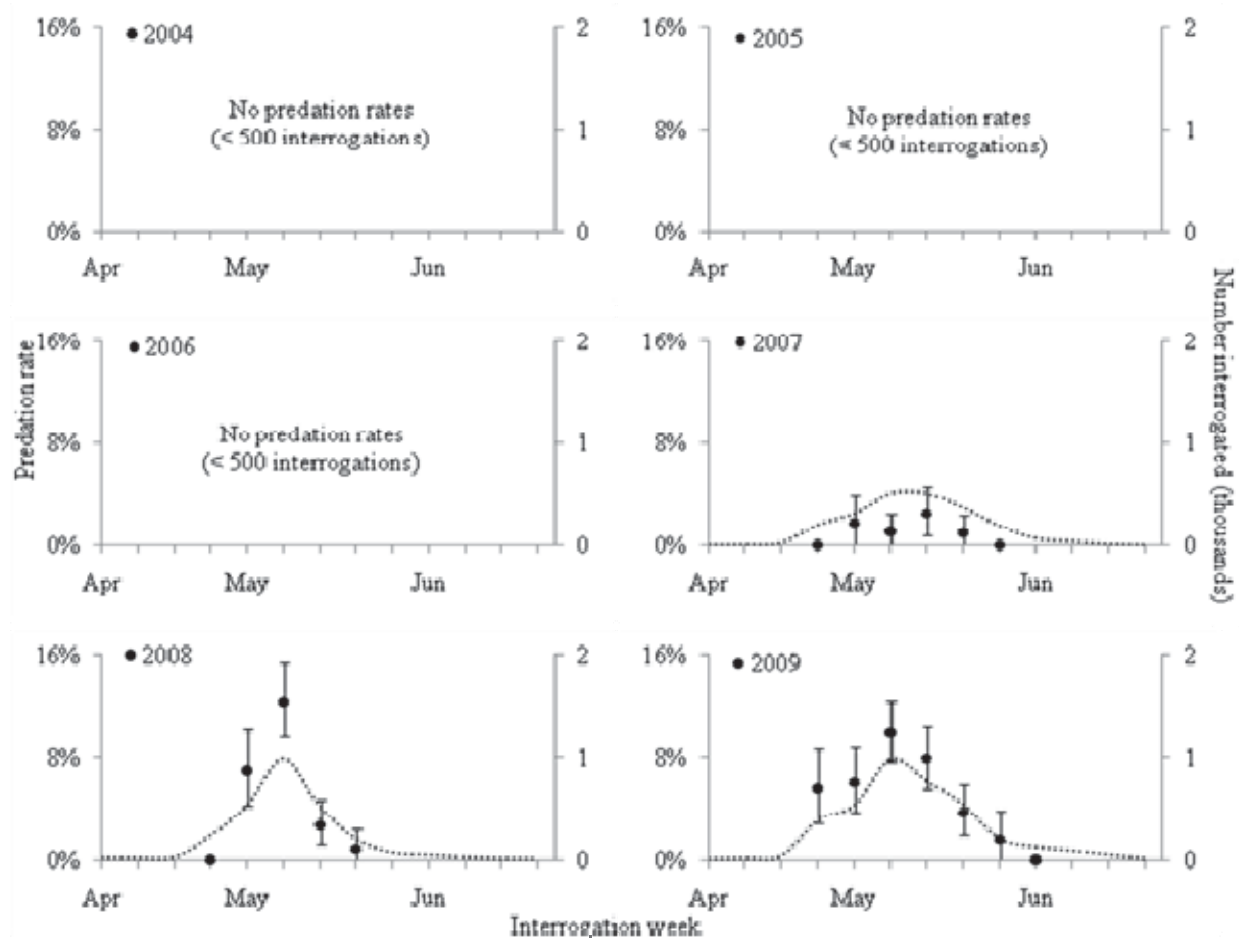 16%
2004
2
No predation rates
(< 500 interrogations)
8%
1
0%
0
Apr
May
Jun
16%
2005
2
No predation rates
(< 500 interrogations)
8%
1
0%
0
Apr
May
Jun
Predation rate
16%
2006
2
No predation rates
(< 500 interrogations)
8%
1
0%
0
Apr
May
Jun
16%
2007
2
8%
1
0%
0
Apr
May
Jun
Number interrogated (thousands)
16%
2008
2
8%
1
0%
0
Apr
May
Jun
16%
2009
2
8%
1
0%
0
Apr
May
Jun
Interrogation week